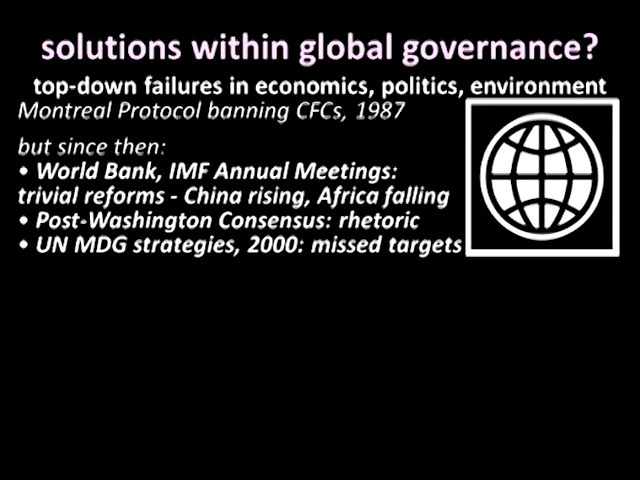 solutions within global governance?
top-down failures in economics, politics, environment
Montreal Protocol banning CFCs, 1987
but since then:
• World Bank, IMF Annual Meetings:
trivial reforms - China rising, Africa falling
• Post-Washington Consensus: rhetoric
• UN MDG strategies, 2000: missed targets